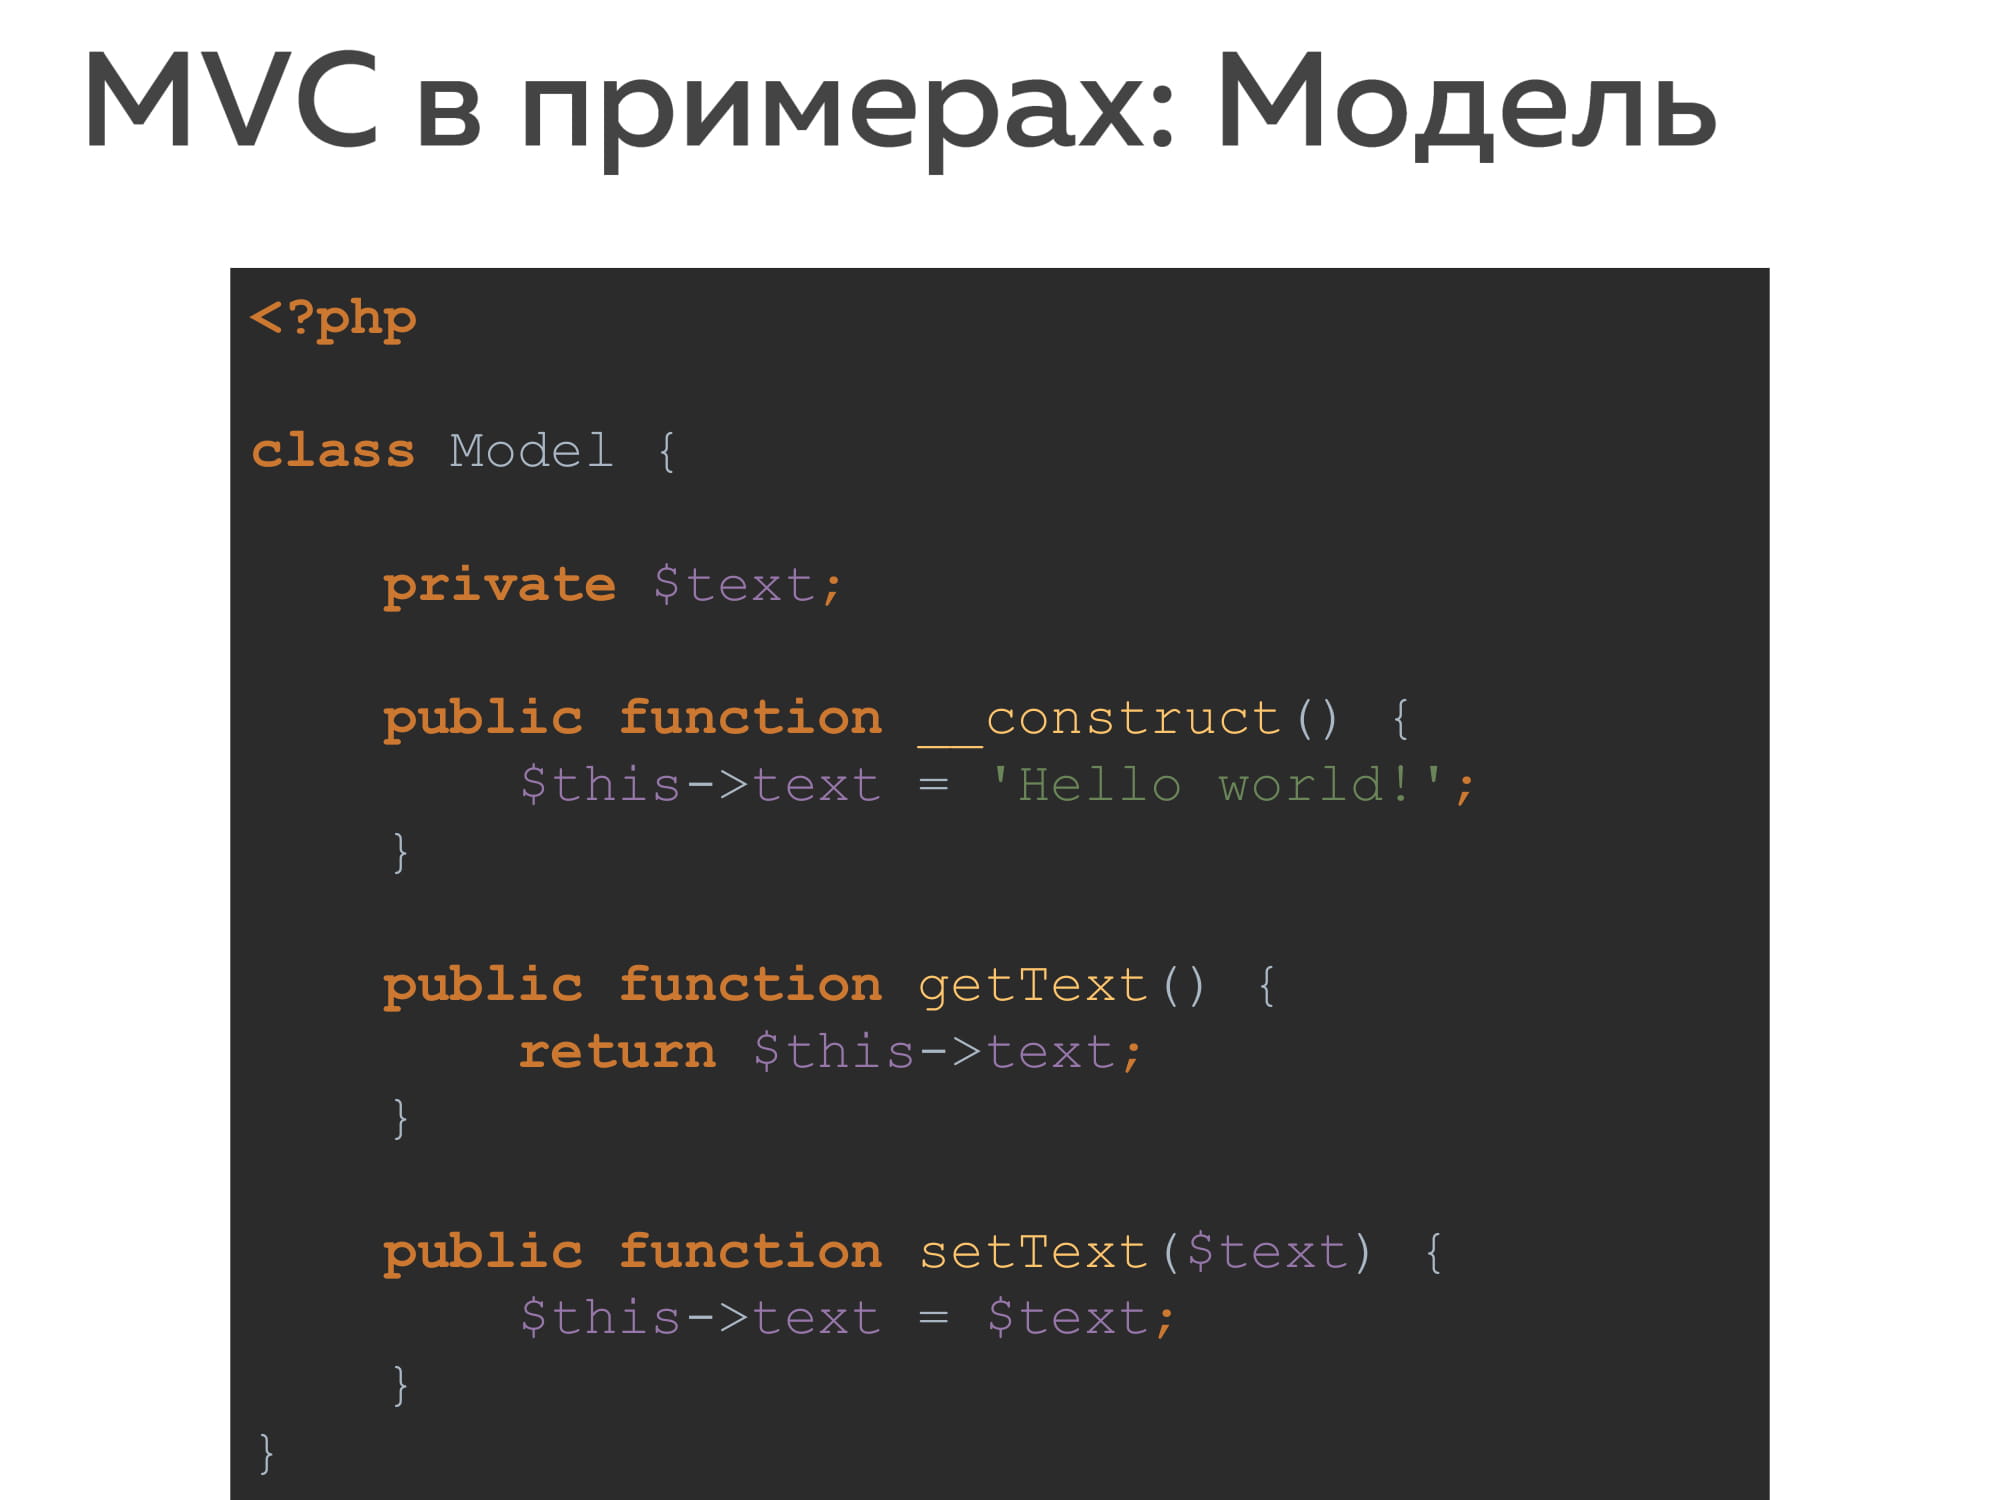 MVC в примерах: Модель
<?php
class Model {
    private $text;
    public function __construct() {
        $this->text = 'Hello world!';
    }
    public function getText() {
        return $this->text;
    }
    public function setText($text) {
        $this->text = $text;
    }
}